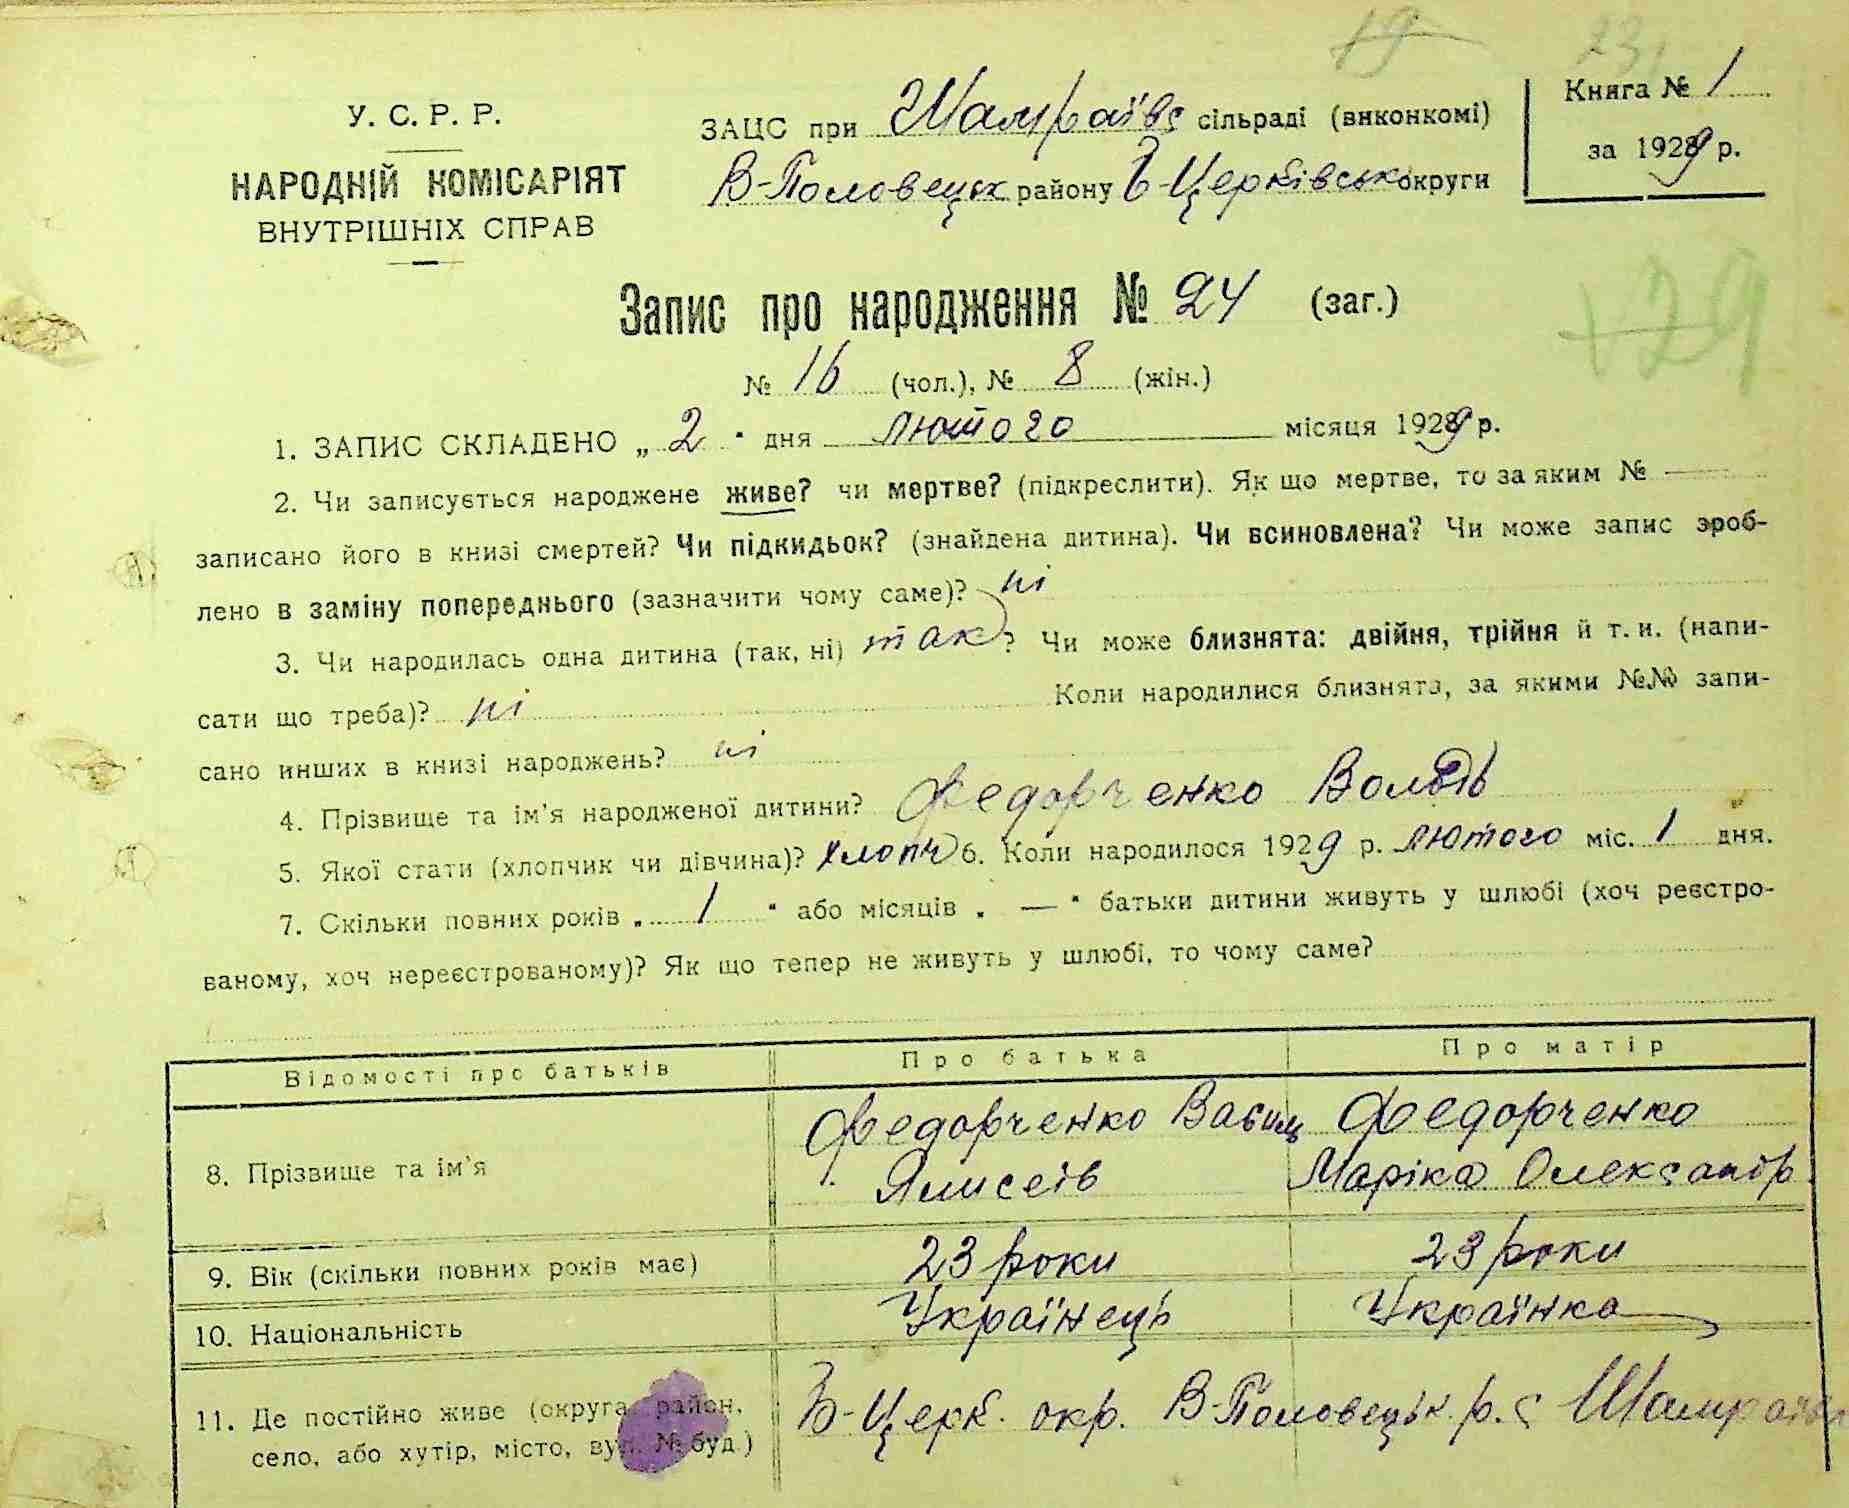 19 23
У. С. Р. Р.
НАРОДНІЙ КОМІСАРІЯТ
ВНУТРІШНІХ СПРАВ
ЗАЦС при Шамраївс сільраді (виконкомі)
В-Половецьк району Б-Церківськ округи
Книга № 1
за 1929 р.
Запис про народження № 24 (заг.)
129
№ 16 (чол.), № 8 (жін.)
1. ЗАПИС СКЛАДЕНО „ 2 " дня лютого місяця 1929 р.
2. Чи записується народжене живе? чи мертве? (підкреслити). Як що мертве, то за яким № —
записано його в книзі смертей? Чи підкидьок? (знайдена дитина). Чи всиновлена? Чи може запис зроб-
лено в заміну попереднього (зазначити чому саме)? ні
3. Чи народилась одна дитина (так, ні) так ? Чи може близнята: двійня, трійня й т. и. (напи-
сати що треба)? ні Коли народилися близнята, за якими №№ запи-
сано инших в книзі народжень? ні
4. Прізвище та ім'я народженої дитини? Федорченко
5. Якої стати (хлопчик чи дівчина)? хлопч 6. Коли народилося 1929 р. лютого міс. 1 дня.
7. Скільки повних років „ 1 " або місяців „ — " батьки дитини живуть у шлюбі (хоч реєстро-
ваному, хоч нереєстрованому)? Як що тепер не живуть у шлюбі, то чому саме?
Відомості про батьків Про батька Про матір
8. Прізвище та ім'я Федорченко Василь Ялисеїв Федорченко Маріка Олександр
9. Вік (скільки повних років має) 23 роки 23 роки
10. Національність Українець Українка
11. Де постійно живе (округа, район,
село, або хутір, місто, вул. № буд.) Б-Церк. окр. В-Половецьк. р. с Шамраївка